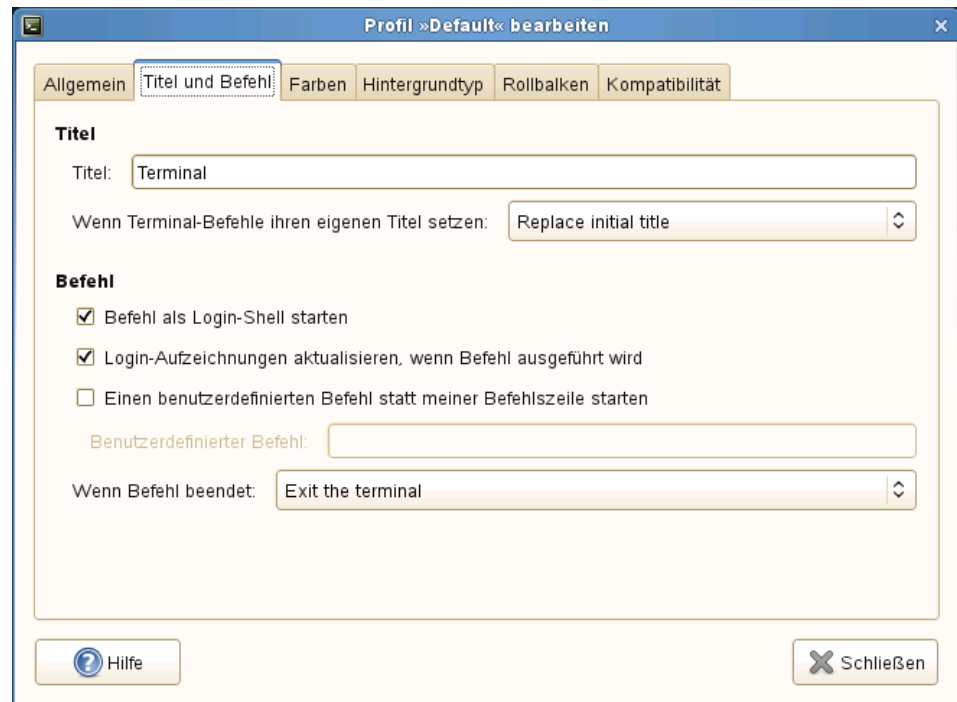 Profil »Default« bearbeiten
Allgemein Titel und Befehl Farben Hintergrundtyp Rollbalken Kompatibilität
Titel
Titel: Terminal
Wenn Terminal-Befehle ihren eigenen Titel setzen: Replace initial title
Befehl
Befehl als Login-Shell starten
Login-Aufzeichnungen aktualisieren, wenn Befehl ausgeführt wird
Einen benutzerdefinierten Befehl statt meiner Befehlszeile starten
Benutzerdefinierter Befehl:
Wenn Befehl beendet: Exit the terminal
Hilfe Schließen